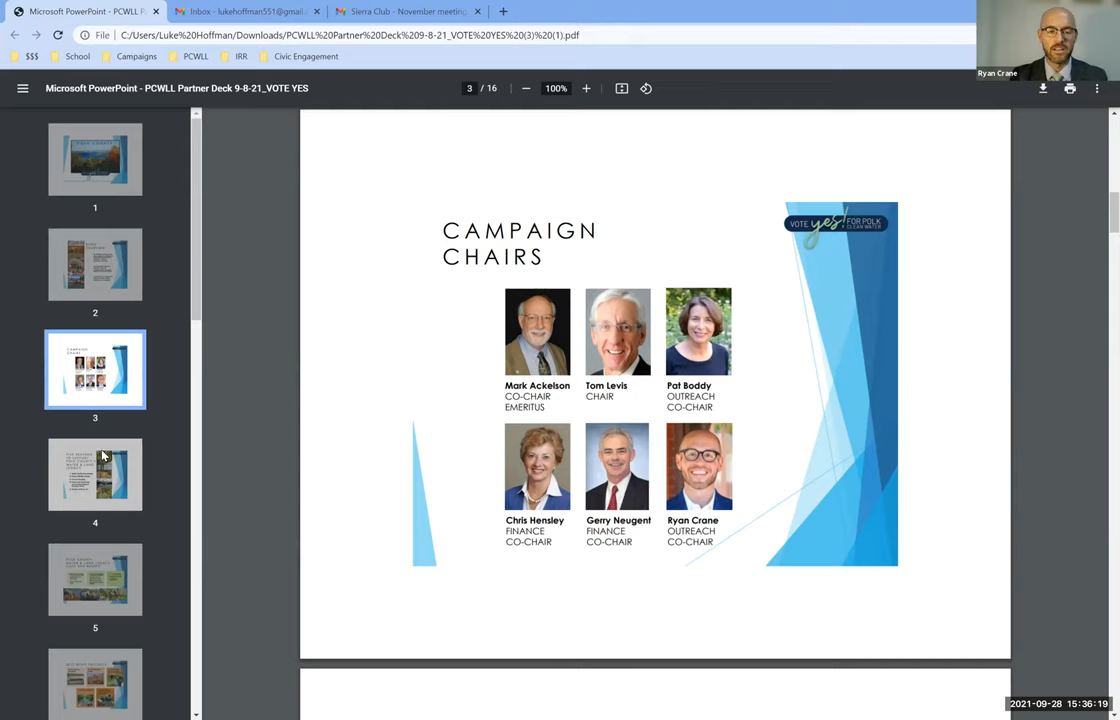 Microsoft PowerPoint - PCWLL P
Inbox - lukehoffman551@gmail.
Sierra Club - November meeting
File
C:/Users/Luke%20Hoffman/Downloads/PCWLL%20Partner%20Deck%209-8-21_VOTE%20YES%20(3)%20(1).pdf
$$$
School
Campaigns
PCWLL
IRR
Civic Engagement
Ryan Crane
Microsoft PowerPoint - PCWLL Partner Deck 9-8-21_VOTE YES
3 / 16
100%
1
2
3
4
5
CAMPAIGN
CHAIRS
VOTE yes! FOR POLK
CLEAN WATER
Mark Ackelson
CO-CHAIR
EMERITUS
Tom Levis
CHAIR
Pat Boddy
OUTREACH
CO-CHAIR
Chris Hensley
FINANCE
CO-CHAIR
Gerry Neugent
FINANCE
CO-CHAIR
Ryan Crane
OUTREACH
CO-CHAIR
2021-09-28 15:36:19